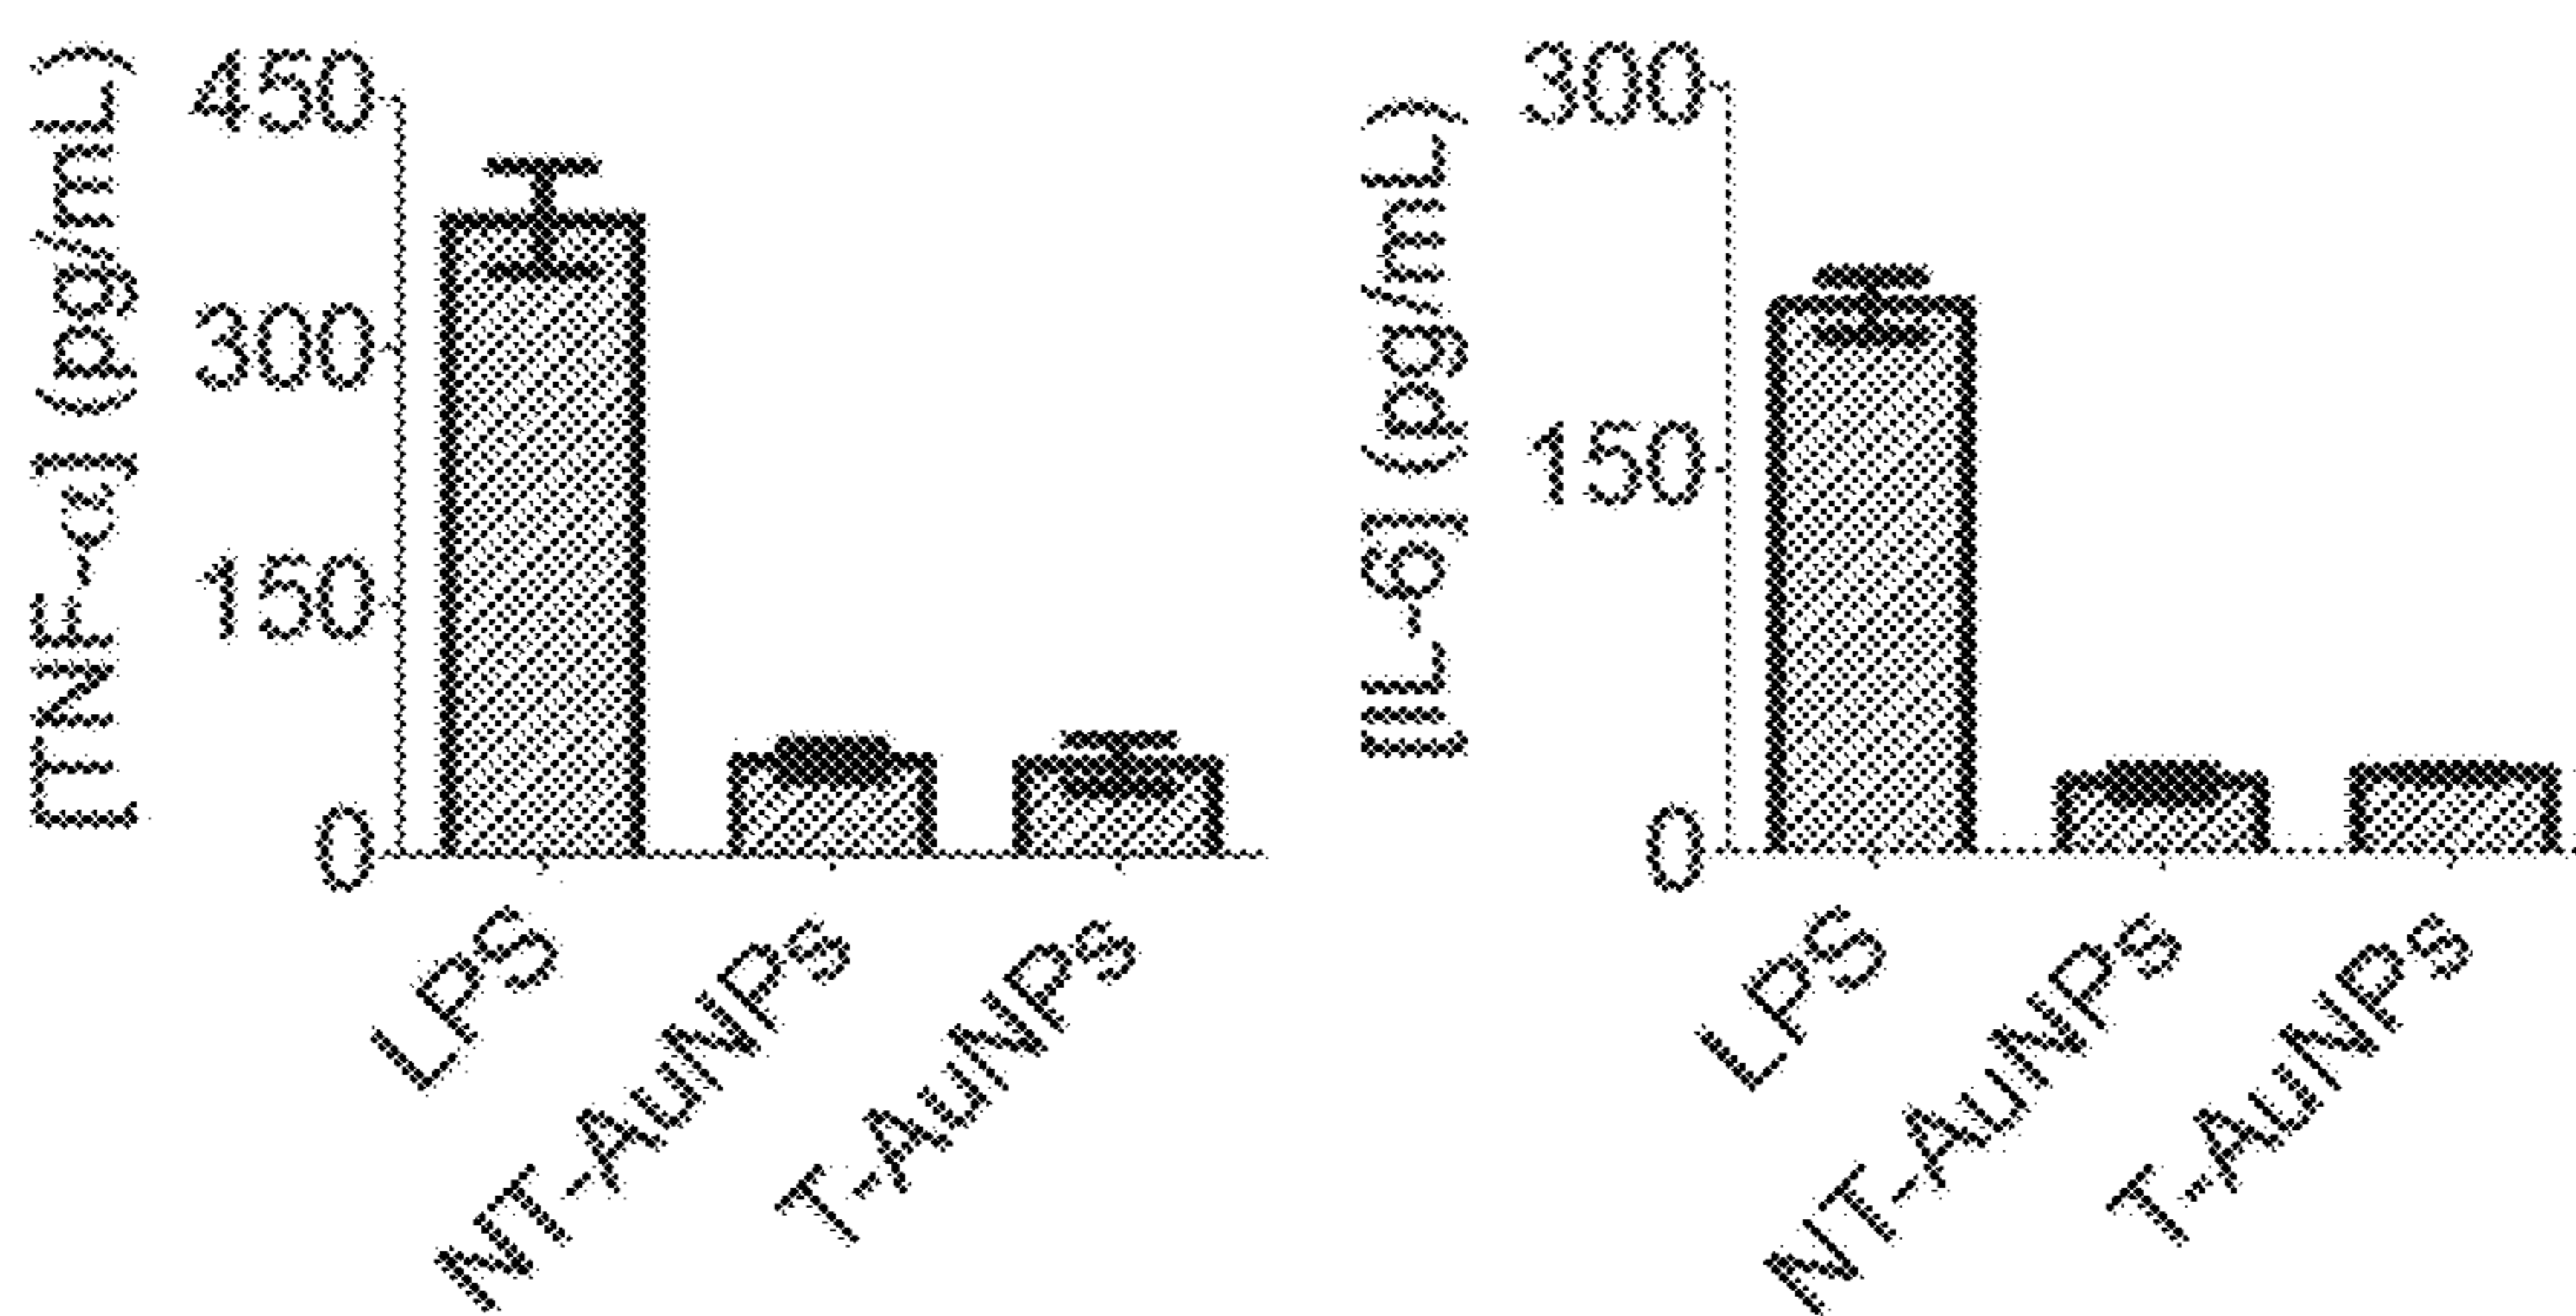 [TNF-α] (pg/mL)
450
300
150
0
LPS
NT-AuNPs
T-AuNPs
[IL-6] (pg/mL)
300
150
0
LPS
NT-AuNPs
T-AuNPs